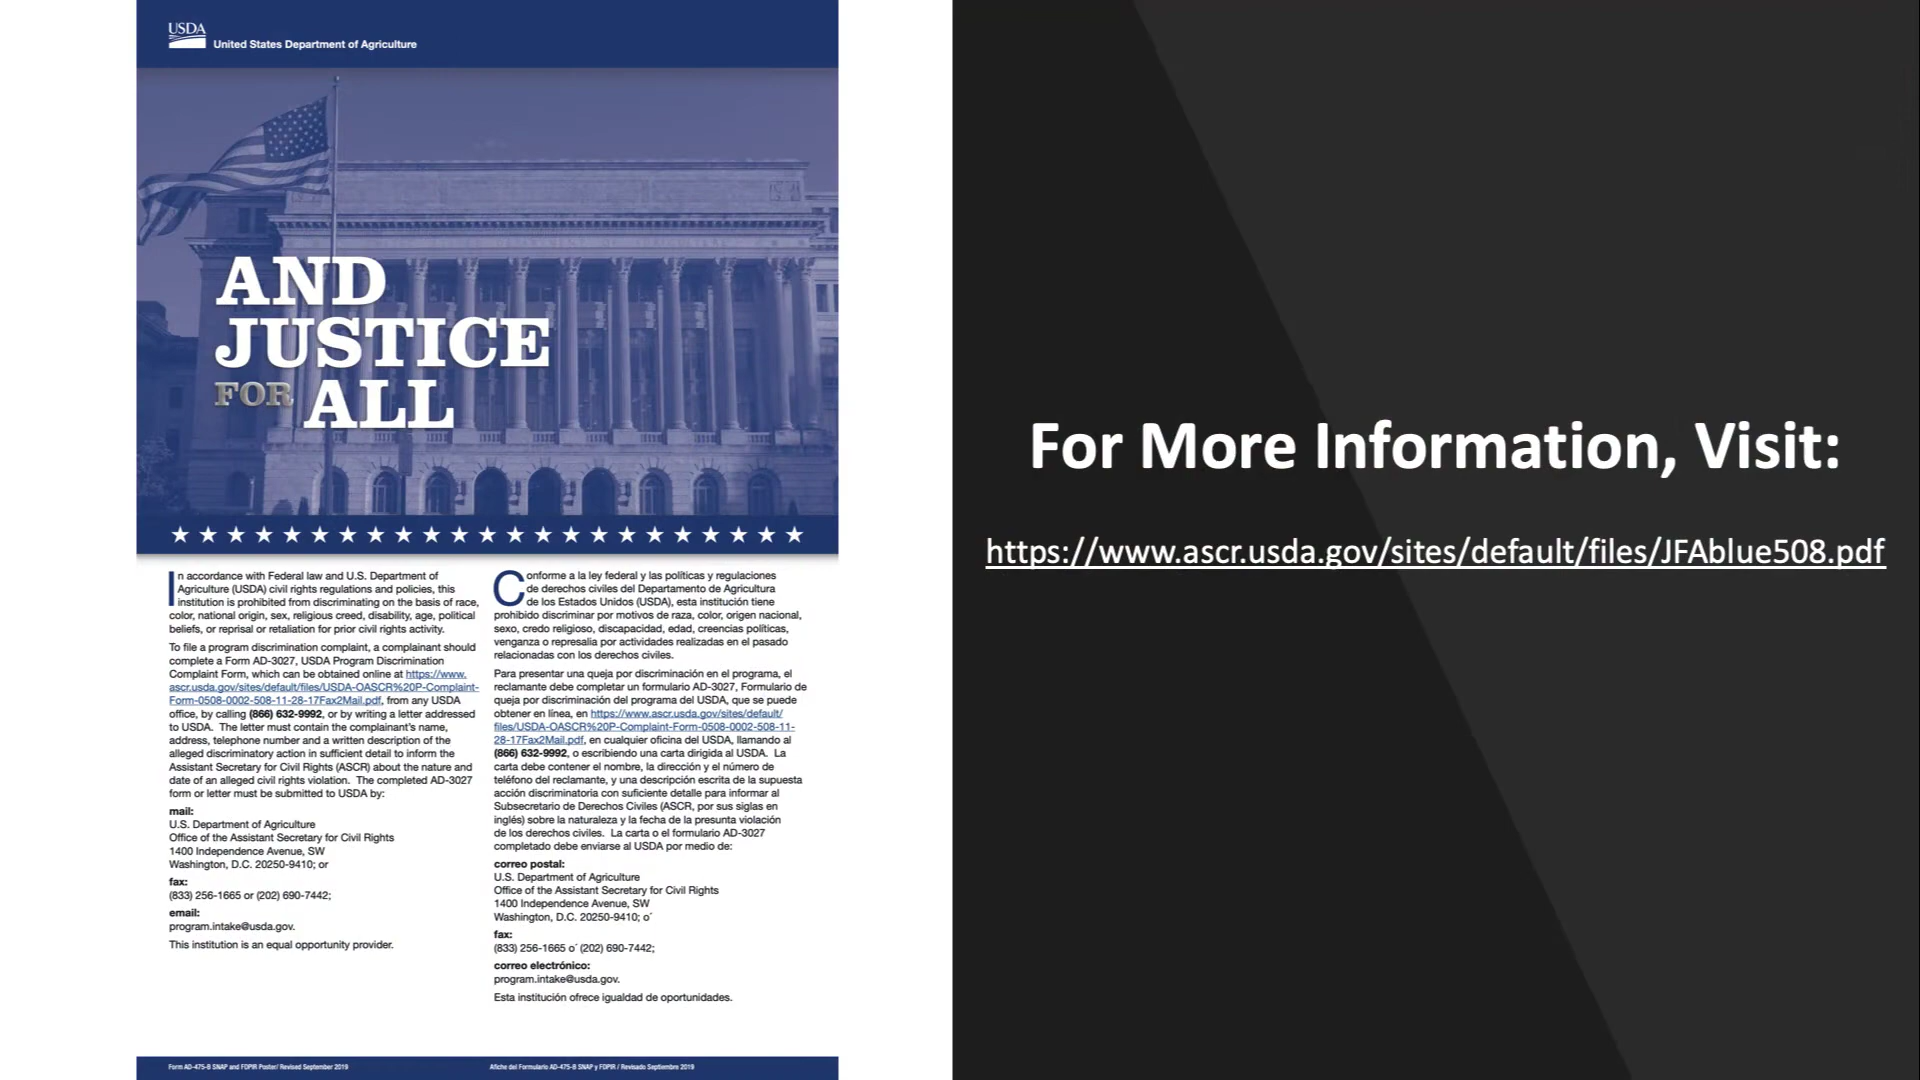 USDA
United States Department of Agriculture
AND
JUSTICE
FOR ALL
In accordance with Federal law and U.S. Department of
Agriculture (USDA) civil rights regulations and policies, this
institution is prohibited from discriminating on the basis of race,
color, national origin, sex, religious creed, disability, age, political
beliefs, or reprisal or retaliation for prior civil rights activity.
To file a program discrimination complaint, a complainant should
complete a Form AD-3027, USDA Program Discrimination
Complaint Form, which can be obtained online at https://www.
ascr.usda.gov/sites/default/files/USDA-OASCR%20P-Complaint-
Form-0508-0002-508-11-28-17Fax2Mail.pdf, from any USDA
office, by calling (866) 632-9992, or by writing a letter addressed
to USDA. The letter must contain the complainant's name,
address, telephone number and a written description of the
alleged discriminatory action in sufficient detail to inform the
Assistant Secretary for Civil Rights (ASCR) about the nature and
date of an alleged civil rights violation. The completed AD-3027
form or letter must be submitted to USDA by:
mail:
U.S. Department of Agriculture
Office of the Assistant Secretary for Civil Rights
1400 Independence Avenue, SW
Washington, D.C. 20250-9410; or
fax:
(833) 256-1665 or (202) 690-7442;
email:
program.intake@usda.gov.
This institution is an equal opportunity provider.
Conforme a la ley federal y las políticas y regulaciones
de derechos civiles del Departamento de Agricultura
de los Estados Unidos (USDA), esta institución tiene
prohibido discriminar por motivos de raza, color, origen nacional,
sexo, credo religioso, discapacidad, edad, creencias políticas,
venganza o represalia por actividades realizadas en el pasado
relacionadas con los derechos civiles.
Para presentar una queja por discriminación en el programa, el
reclamante debe completar un formulario AD-3027, Formulario de
queja por discriminación del programa del USDA, que se puede
obtener en línea, en https://www.ascr.usda.gov/sites/default/
files/USDA-OASCR%20P-Complaint-Form-0508-0002-508-11-
28-17Fax2Mail.pdf, en cualquier oficina del USDA, llamando al
(866) 632-9992, o escribiendo una carta dirigida al USDA. La
carta debe contener el nombre, la dirección y el número de
teléfono del reclamante, y una descripción escrita de la supuesta
acción discriminatoria con suficiente detalle para informar al
Subsecretario de Derechos Civiles (ASCR, por sus siglas en
inglés) sobre la naturaleza y la fecha de la presunta violación
de los derechos civiles. La carta o el formulario AD-3027
completado debe enviarse al USDA por medio de:
correo postal:
U.S. Department of Agriculture
Office of the Assistant Secretary for Civil Rights
1400 Independence Avenue, SW
Washington, D.C. 20250-9410; o´
fax:
(833) 256-1665 o´ (202) 690-7442;
correo electrónico:
program.intake@usda.gov.
Esta institución ofrece igualdad de oportunidades.
Form AD-475-B SNAP and FDPIR Poster/ Revised September 2019
Afiche del Formulario AD-475-B SNAP y FDPIR / Revisado Septiembre 2019
For More Information, Visit:
https://www.ascr.usda.gov/sites/default/files/JFAblue508.pdf